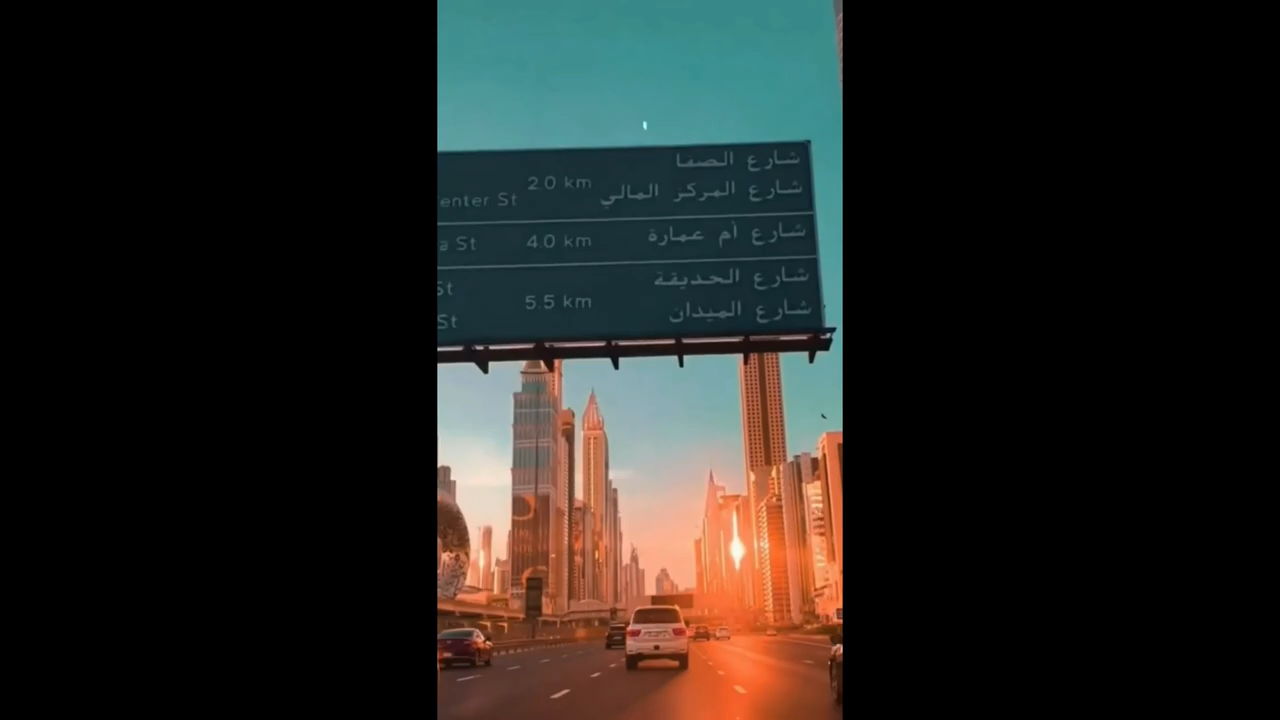 شارع الصفا
enter St 2.0 km شارع المركز المالي
a St 4.0 km شارع أم عمارة
St شارع الحديقة
5.5 km
St شارع الميدان